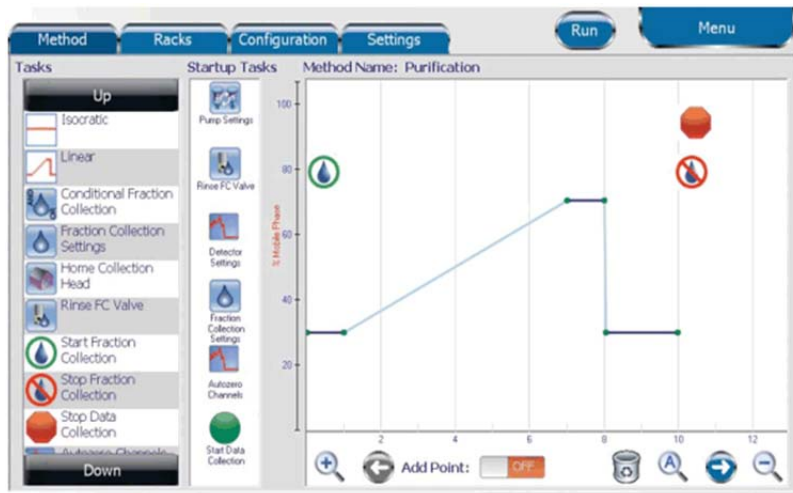 Method
Racks
Configuration
Settings
Run
Menu
Tasks
Startup Tasks
Method Name: Purification
Up
Isocratic
Linear
Conditional Fraction
Collection
Fraction Collection
Settings
Home Collection
Head
Rinse FC Valve
Start Fraction
Collection
Stop Fraction
Collection
Stop Data
Collection
Autozero Channels
Down
Pump Settings
Rinse FC Valve
Detector
Settings
Fraction
Collection
Settings
Autozero
Channels
Start Data
Collection
% Mobile Phase
100
80
60
40
20
2
4
6
8
10
12
Add Point:
OFF
A